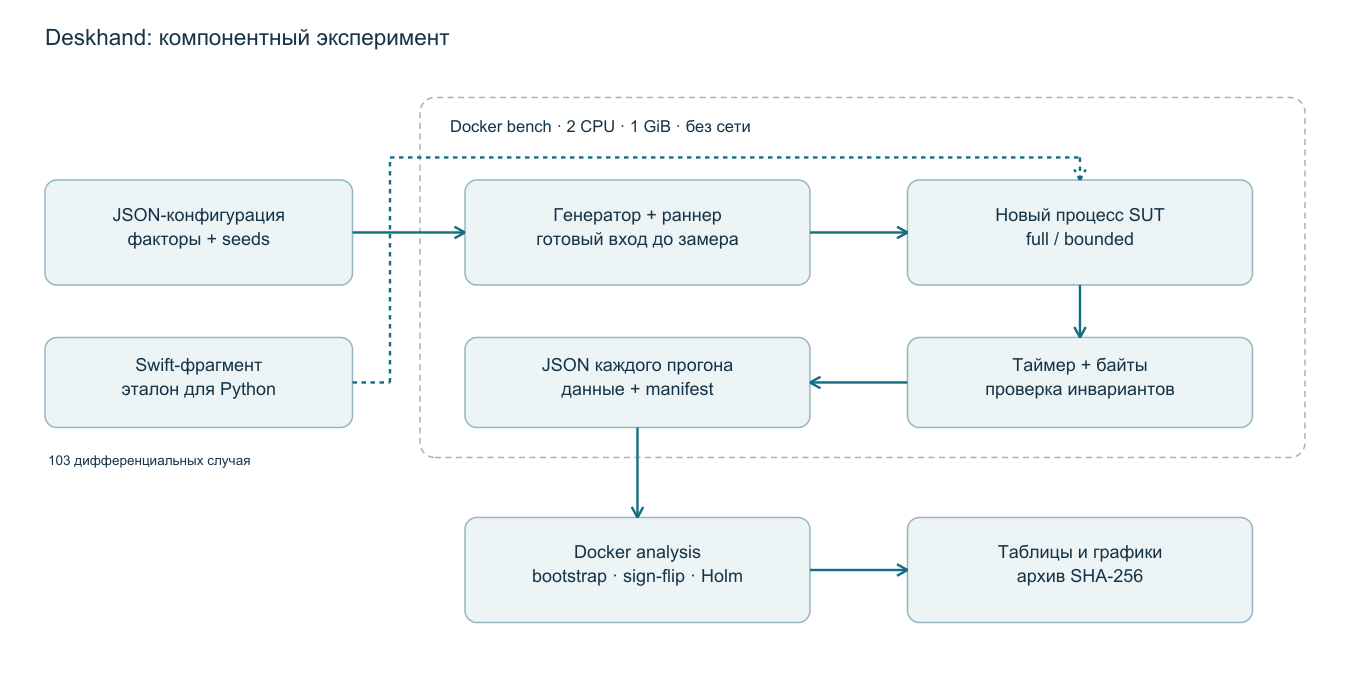 Deskhand: компонентный эксперимент
Docker bench · 2 CPU · 1 GiB · без сети
JSON-конфигурация
факторы + seeds
Генератор + раннер
готовый вход до замера
Новый процесс SUT
full / bounded
Swift-фрагмент
эталон для Python
JSON каждого прогона
данные + manifest
Таймер + байты
проверка инвариантов
103 дифференциальных случая
Docker analysis
bootstrap · sign-flip · Holm
Таблицы и графики
архив SHA-256